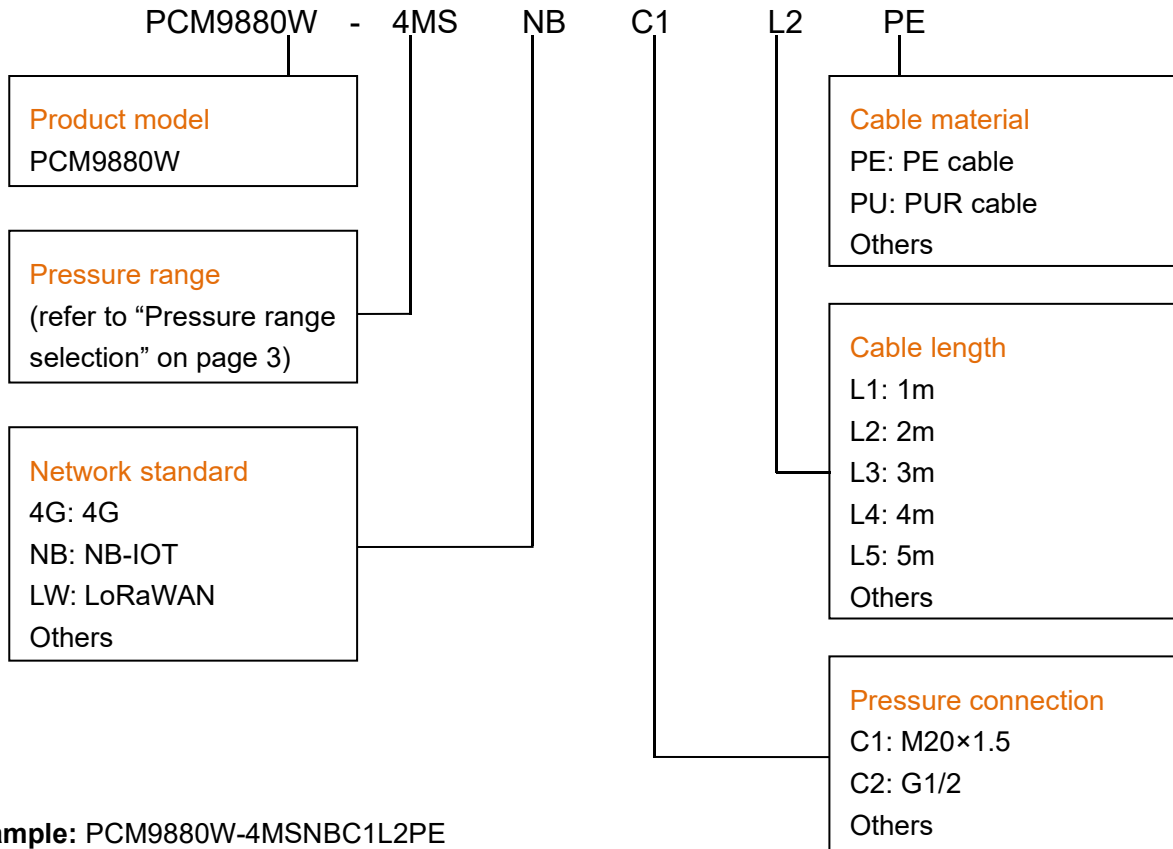 PCM9880W - 4MS NB C1 L2 PE
Product model
PCM9880W
Pressure range
(refer to “Pressure range
selection” on page 3)
Network standard
4G: 4G
NB: NB-IOT
LW: LoRaWAN
Others
Cable material
PE: PE cable
PU: PUR cable
Others
Cable length
L1: 1m
L2: 2m
L3: 3m
L4: 4m
L5: 5m
Others
Pressure connection
C1: M20×1.5
C2: G1/2
Others
ample: PCM9880W-4MSNBC1L2PE